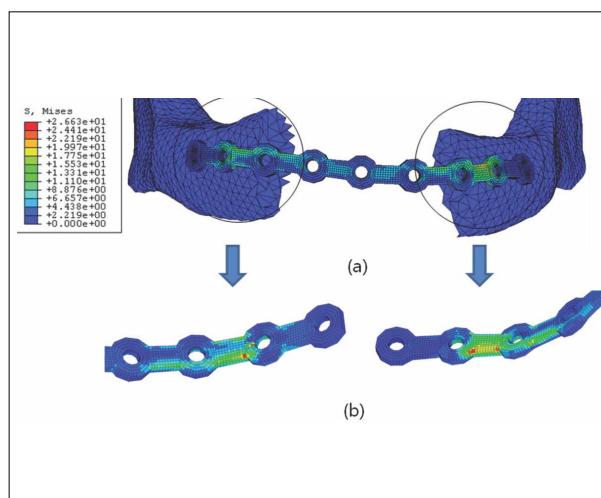 S, Mises
+2.663e+01
+2.441e+01
+2.219e+01
+1.997e+01
+1.775e+01
+1.553e+01
+1.331e+01
+1.110e+01
+8.876e+00
+6.657e+00
+4.438e+00
+2.219e+00
+0.000e+00
(a)
(b)